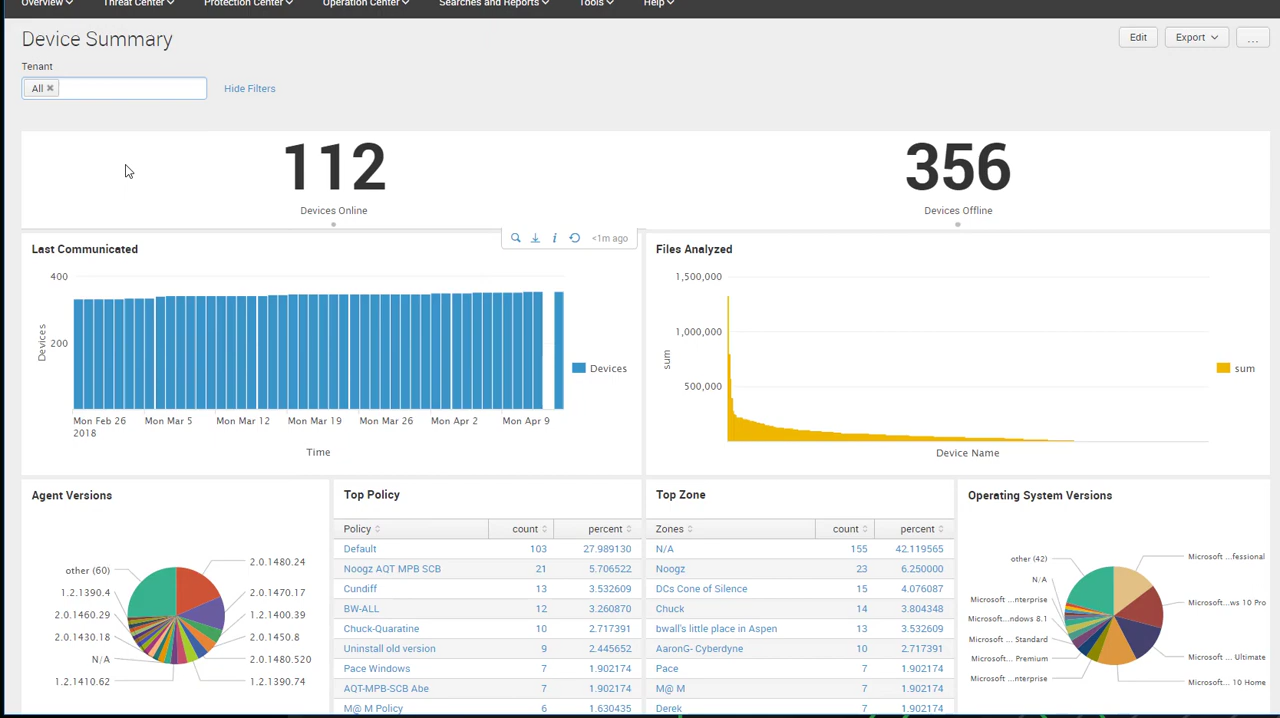 Overview Threat Center Protection Center Operation Center Searches and Reports Tools Help
Device Summary
Edit Export ...
Tenant
All Hide Filters
112
Devices Online
356
Devices Offline
<1m ago
Last Communicated
400
200
Devices
Mon Feb 26
2018
Mon Mar 5
Mon Mar 12
Mon Mar 19
Mon Mar 26
Mon Apr 2
Mon Apr 9
Time
Devices
Files Analyzed
1,500,000
1,000,000
500,000
sum
Device Name
sum
Agent Versions
other (60)
1.2.1390.4
2.0.1460.29
2.0.1430.18
N/A
1.2.1410.62
2.0.1480.24
2.0.1470.17
1.2.1400.39
2.0.1450.8
2.0.1480.520
1.2.1390.74
Top Policy
Policy count percent
Default 103 27.989130
Noogz AQT MPB SCB 21 5.706522
Cundiff 13 3.532609
BW-ALL 12 3.260870
Chuck-Quaratine 10 2.717391
Uninstall old version 9 2.445652
Pace Windows 7 1.902174
AQT-MPB-SCB Abe 7 1.902174
M@ M Policy 6 1.630435
Top Zone
Zones count percent
N/A 155 42.119565
Noogz 23 6.250000
DCs Cone of Silence 15 4.076087
Chuck 14 3.804348
bwall's little place in Aspen 13 3.532609
AaronG- Cyberdyne 10 2.717391
Pace 7 1.902174
M@ M 7 1.902174
Derek 7 1.902174
Operating System Versions
other (42)
N/A
Microsoft ...nterprise
Microsoft...ndows 8.1
Microsoft ... Standard
Microsoft... Premium
Microsoft ...nterprise
Microsoft ...fessional
Microsoft...ws 10 Pro
Microsoft ... Ultimate
Microsoft... 10 Home